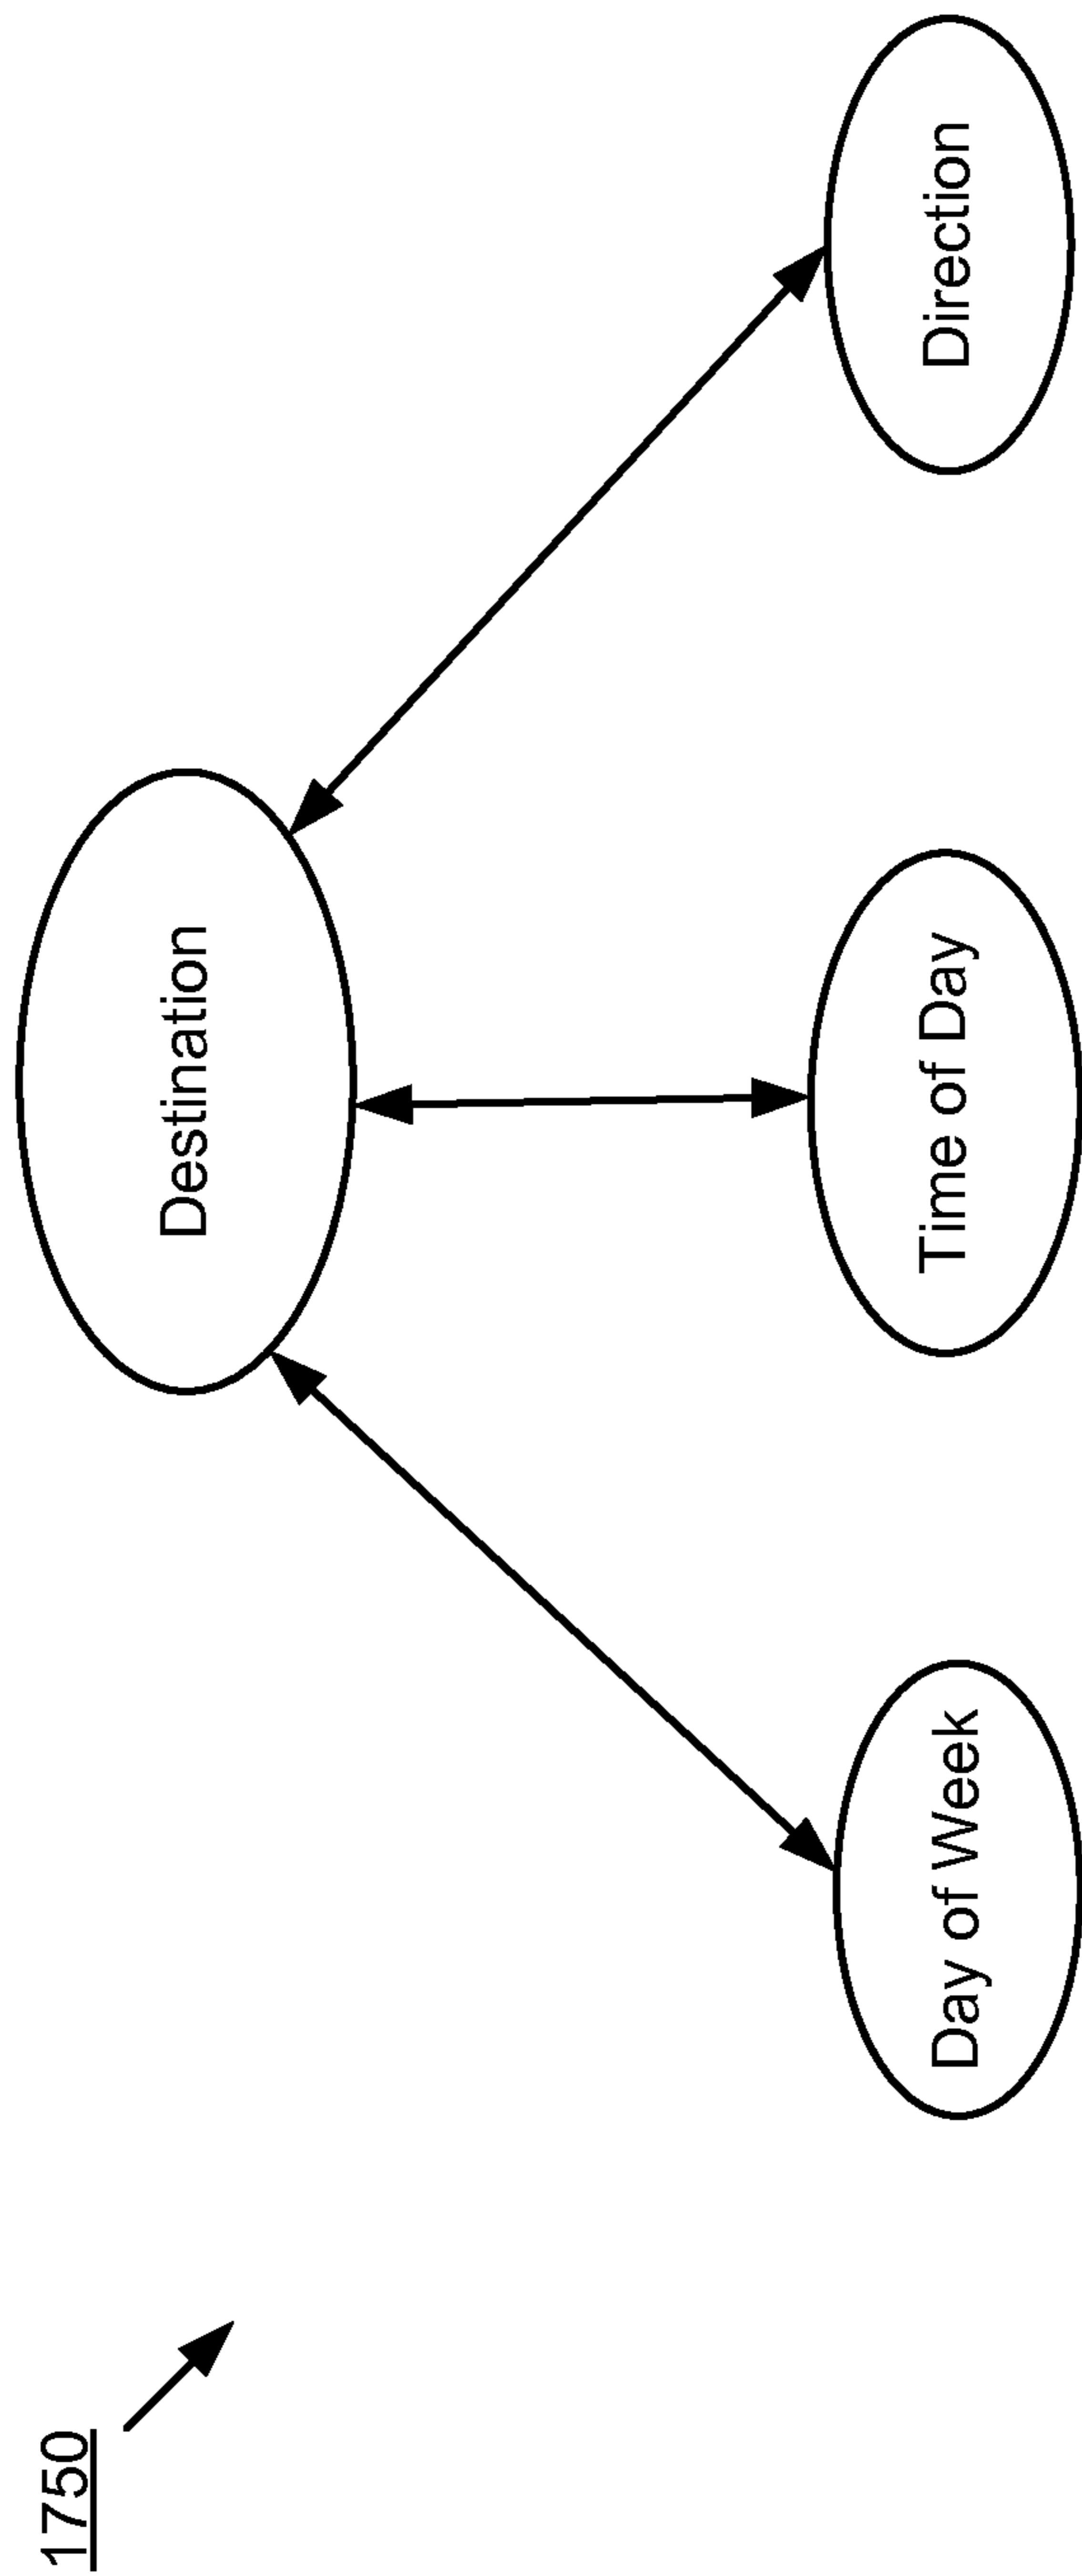 1750
Destination
Day of Week
Time of Day
Direction